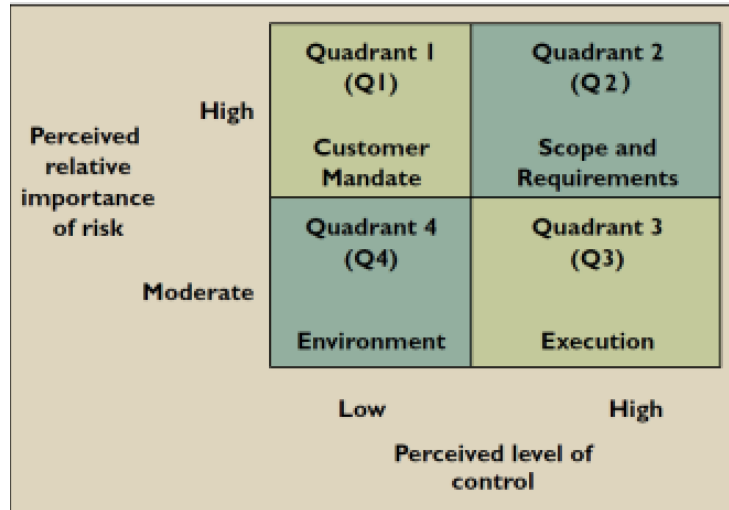 Quadrant 1
(Q1)
Customer
Mandate
Quadrant 2
(Q2)
Scope and
Requirements
High
Perceived
relative
importance
of risk
Moderate
Quadrant 4
(Q4)
Environment
Quadrant 3
(Q3)
Execution
Low
High
Perceived level of
control